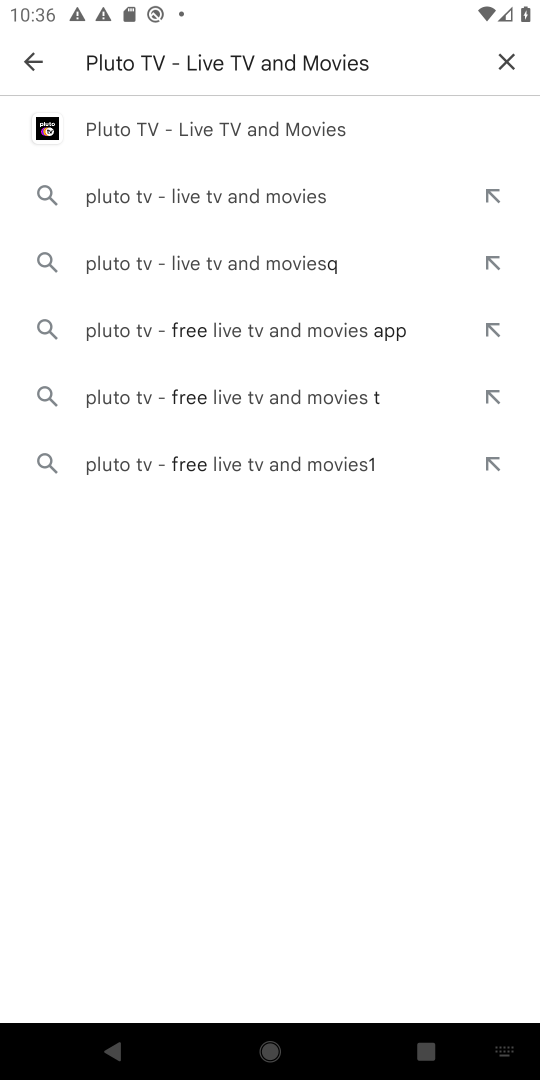 10:36
Pluto TV - Live TV and Movies
pluto tv
Pluto TV - Live TV and Movies
pluto tv - live tv and movies
pluto tv - live tv and moviesq
pluto tv - free live tv and movies app
pluto tv - free live tv and movies t
pluto tv - free live tv and movies1